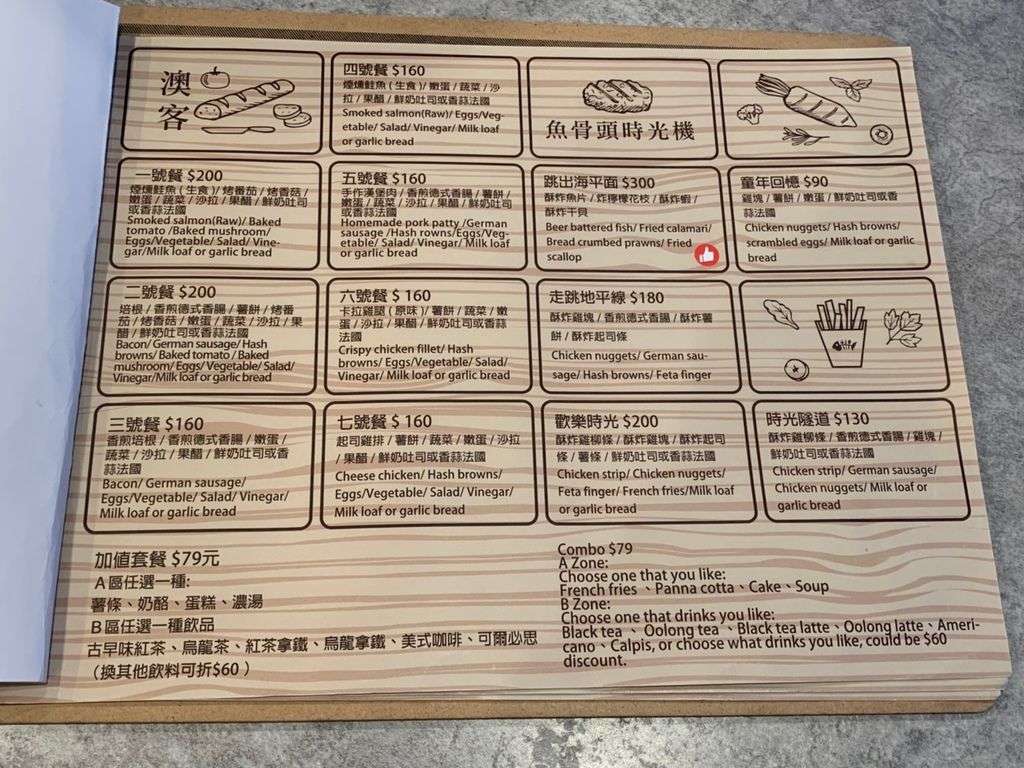 澳客
四號餐 $160
煙燻鮭魚 ( 生食 ) / 嫩蛋 / 蔬菜 / 沙
拉 / 果醋 / 鮮奶吐司或香蒜法國
Smoked salmon(Raw)/ Eggs/Veg-
etable/ Salad/ Vinegar/ Milk loaf
or garlic bread
魚骨頭時光機
一號餐 $200
煙燻鮭魚 ( 生食 ) / 烤番茄 / 烤香菇 /
嫩蛋 / 蔬菜 / 沙拉 / 果醋 / 鮮奶吐司
或香蒜法國
Smoked salmon(Raw)/ Baked
tomato /Baked mushroom/
Eggs/Vegetable/ Salad/ Vine-
gar/Milk loaf or garlic bread
五號餐 $160
手作漢堡肉 / 香煎德式香腸 / 薯餅 /
嫩蛋 / 蔬菜 / 沙拉 / 果醋 / 鮮奶吐司
或香蒜法國
Homemade pork patty /German
sausage /Hash rowns/Eggs/Veg-
etable/ Salad/ Vinegar/ Milk loaf
or garlic bread
跳出海平面 $300
酥炸魚片 / 炸檸檬花枝 / 酥炸蝦 /
酥炸干貝
Beer battered fish/ Fried calamari/
Bread crumbed prawns/ Fried
scallop
童年回憶 $90
雞塊 / 薯餅 / 嫩蛋 / 鮮奶吐司或香
蒜法國
Chicken nuggets/ Hash browns/
scrambled eggs/ Milk loaf or garlic
bread
二號餐 $200
培根 / 香煎德式香腸 / 薯餅 / 烤番
茄 / 烤香菇 / 嫩蛋 / 蔬菜 / 沙拉 / 果
醋 / 鮮奶吐司或香蒜法國
Bacon/ German sausage/ Hash
browns/ Baked tomato / Baked
mushroom/ Eggs/ Vegetable/ Salad/
Vinegar/Milk loaf or garlic bread
六號餐 $ 160
卡拉雞腿 ( 原味 ) / 薯餅 / 蔬菜 / 嫩
蛋 / 沙拉 / 果醋 / 鮮奶吐司或香蒜
法國
Crispy chicken fillet/ Hash
browns/ Eggs/Vegetable/ Salad/
Vinegar/ Milk loaf or garlic bread
走跳地平線 $180
酥炸雞塊 / 香煎德式香腸 / 酥炸薯
餅 / 酥炸起司條
Chicken nuggets/ German sau-
sage/ Hash browns/ Feta finger
三號餐 $160
香煎培根 / 香煎德式香腸 / 嫩蛋 /
蔬菜 / 沙拉 / 果醋 / 鮮奶吐司或香
蒜法國
Bacon/ German sausage/
Eggs/Vegetable/ Salad/ Vinegar/
Milk loaf or garlic bread
七號餐 $ 160
起司雞排 / 薯餅 / 蔬菜 / 嫩蛋 / 沙拉
/ 果醋 / 鮮奶吐司或香蒜法國
Cheese chicken/ Hash browns/
Eggs/Vegetable/ Salad/ Vinegar/
Milk loaf or garlic bread
歡樂時光 $200
酥炸雞柳條 / 酥炸雞塊 / 酥炸起司
條 / 薯條 / 鮮奶吐司或香蒜法國
Chicken strip/ Chicken nuggets/
Feta finger/ French fries/Milk loaf
or garlic bread
時光隧道 $130
酥炸雞柳條 / 香煎德式香腸 / 雞塊 /
鮮奶吐司或香蒜法國
Chicken strip/ German sausage/
Chicken nuggets/ Milk loaf or
garlic bread
加值套餐 $79元
A區任選一種:
薯條、奶酪、蛋糕、濃湯
B區任選一種飲品
古早味紅茶、烏龍茶、紅茶拿鐵、烏龍拿鐵、美式咖啡、可爾必思
（換其他飲料可折$60 ）
Combo $79
A Zone:
Choose one that you like:
French fries 、Panna cotta、Cake、Soup
B Zone:
Choose one that drinks you like:
Black tea 、 Oolong tea 、Black tea latte、Oolong latte、Ameri-
cano、Calpis, or choose what drinks you like, could be $60
discount.